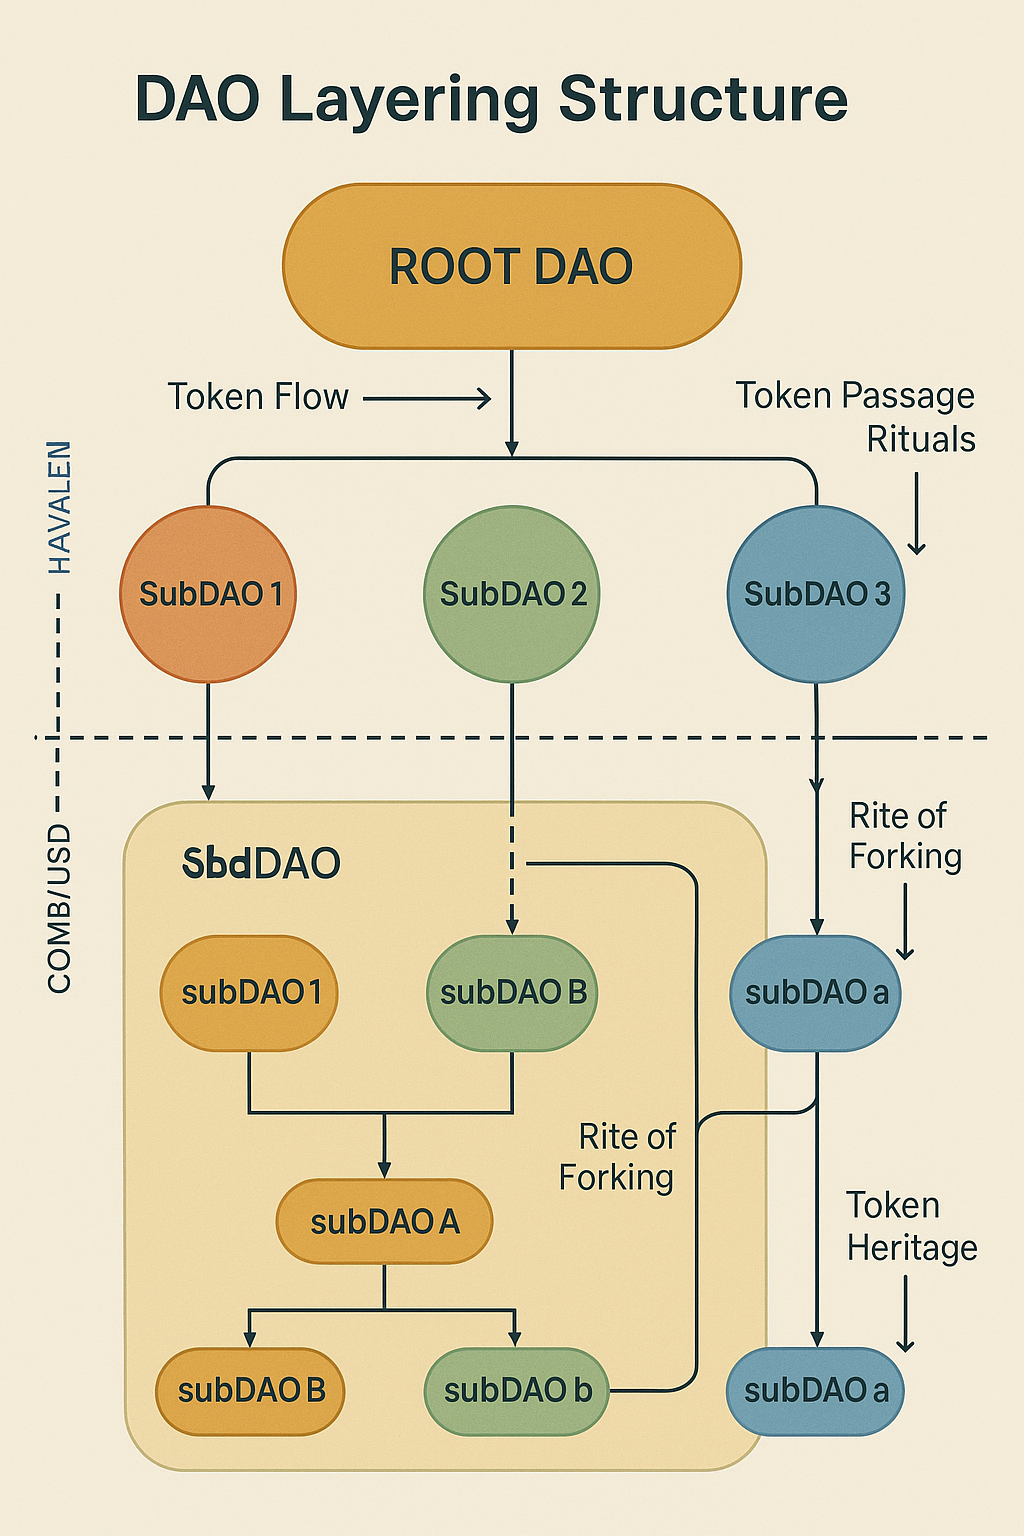 DAO Layering Structure
ROOT DAO
Token Flow
Token Passage
Rituals
HAVALEN
SubDAO 1
SubDAO 2
SubDAO 3
COMB/USD
Rite of
Forking
SbdDAO
subDAO 1
subDAO B
subDAO a
Rite of
Forking
subDAO A
Token
Heritage
subDAO B
subDAO b
subDAO a